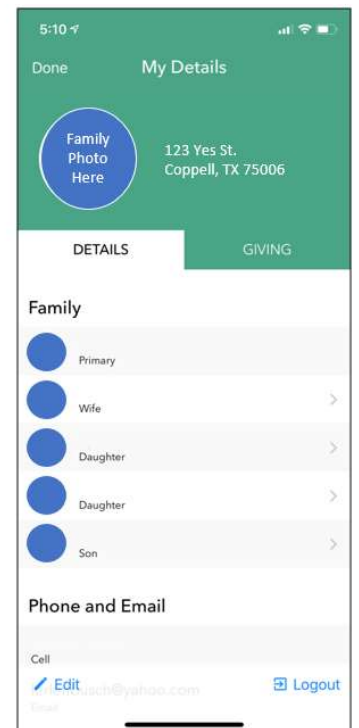 5:10
Done
My Details
Family
Photo
Here
123 Yes St.
Coppell, TX 75006
DETAILS
GIVING
Family
Primary
Wife
Daughter
Daughter
Son
Phone and Email
Cell
Edit
Logout
Email